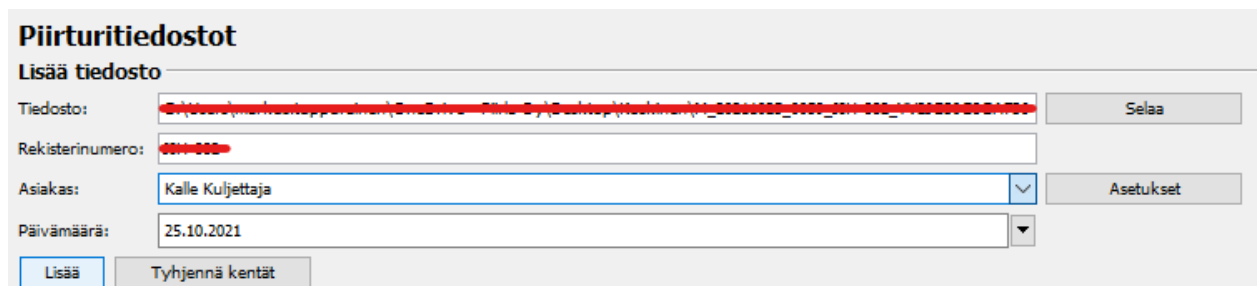 Piirturitiedostot
Lisää tiedosto
Tiedosto: Selaa
Rekisterinumero:
Asiakas: Kalle Kuljettaja Asetukset
Päivämäärä: 25.10.2021
Lisää Tyhjennä kentät